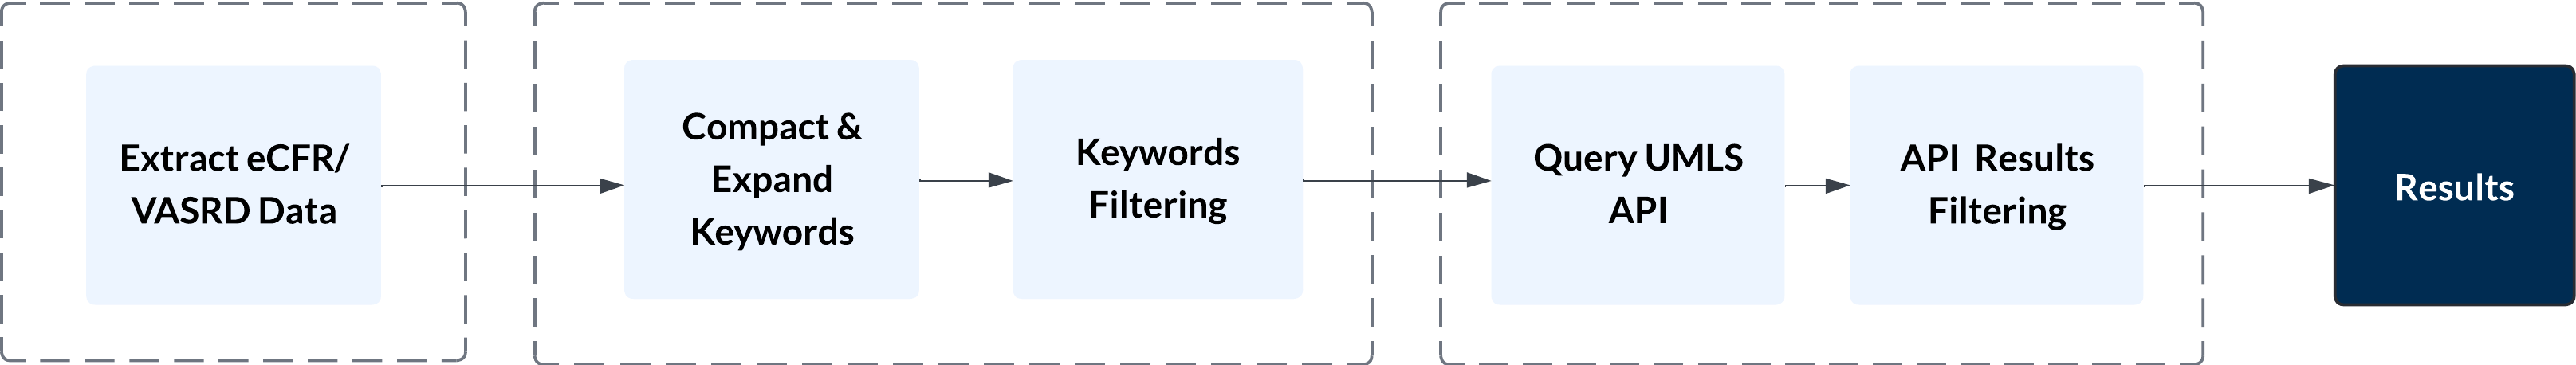 Extract eCFR/
VASRD Data
Compact &
Expand
Keywords
Keywords
Filtering
Query UMLS
API
API Results
Filtering
Results